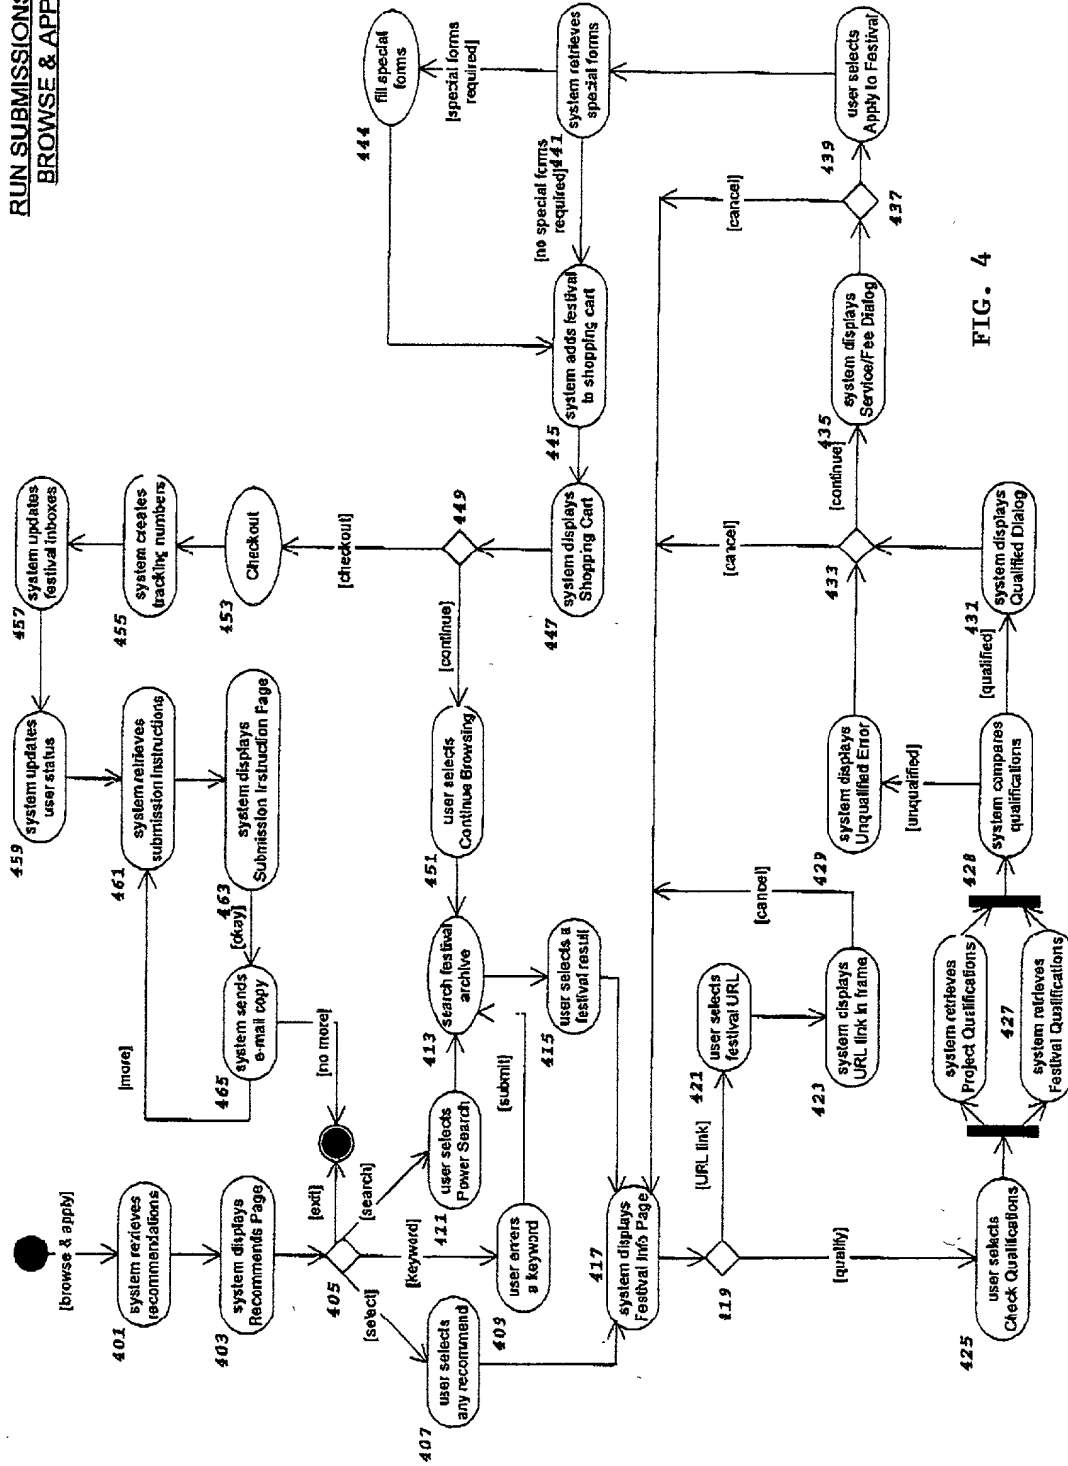 RUN SUBMISSIONS
BROWSE & APP
[browse & apply]
401
system retrieves
recommendations
403
system displays
Recommends Page
405
[exit]
[search]
[keyword]
[select]
407
user selects
any recommend
409
user enters
a keyword
411
user selects
Power Search
[submit]
413
search festival
archive
415
user selects a
festival result
417
system displays
Festival Info Page
419
[URL link]
[qualify]
421
user selects
festival URL
423
system displays
URL link in frame
[cancel]
425
user selects
Check Qualifications
system retrieves
Project Qualifications
427
system retrieves
Festival Qualifications
428
system compares
qualifications
[unqualified]
[qualified]
429
system displays
Unqualified Error
431
system displays
Qualified Dialog
433
[cancel]
[continue]
435
system displays
Service/Fee Dialog
437
[cancel]
439
user selects
Apply to Festival
441
system retrieves
special forms
[special forms
required]
[no special forms
required]
444
fill special
forms
445
system adds festival
to shopping cart
447
system displays
Shopping Cart
449
[continue]
[checkout]
451
user selects
Continue Browsing
453
Checkout
455
system creates
tracking numbers
457
system updates
festival inboxes
459
system updates
user status
461
system retrieves
submission Instructions
463
system displays
Submission Instruction Page
[okay]
465
system sends
e-mail copy
[more]
[no more]
FIG. 4